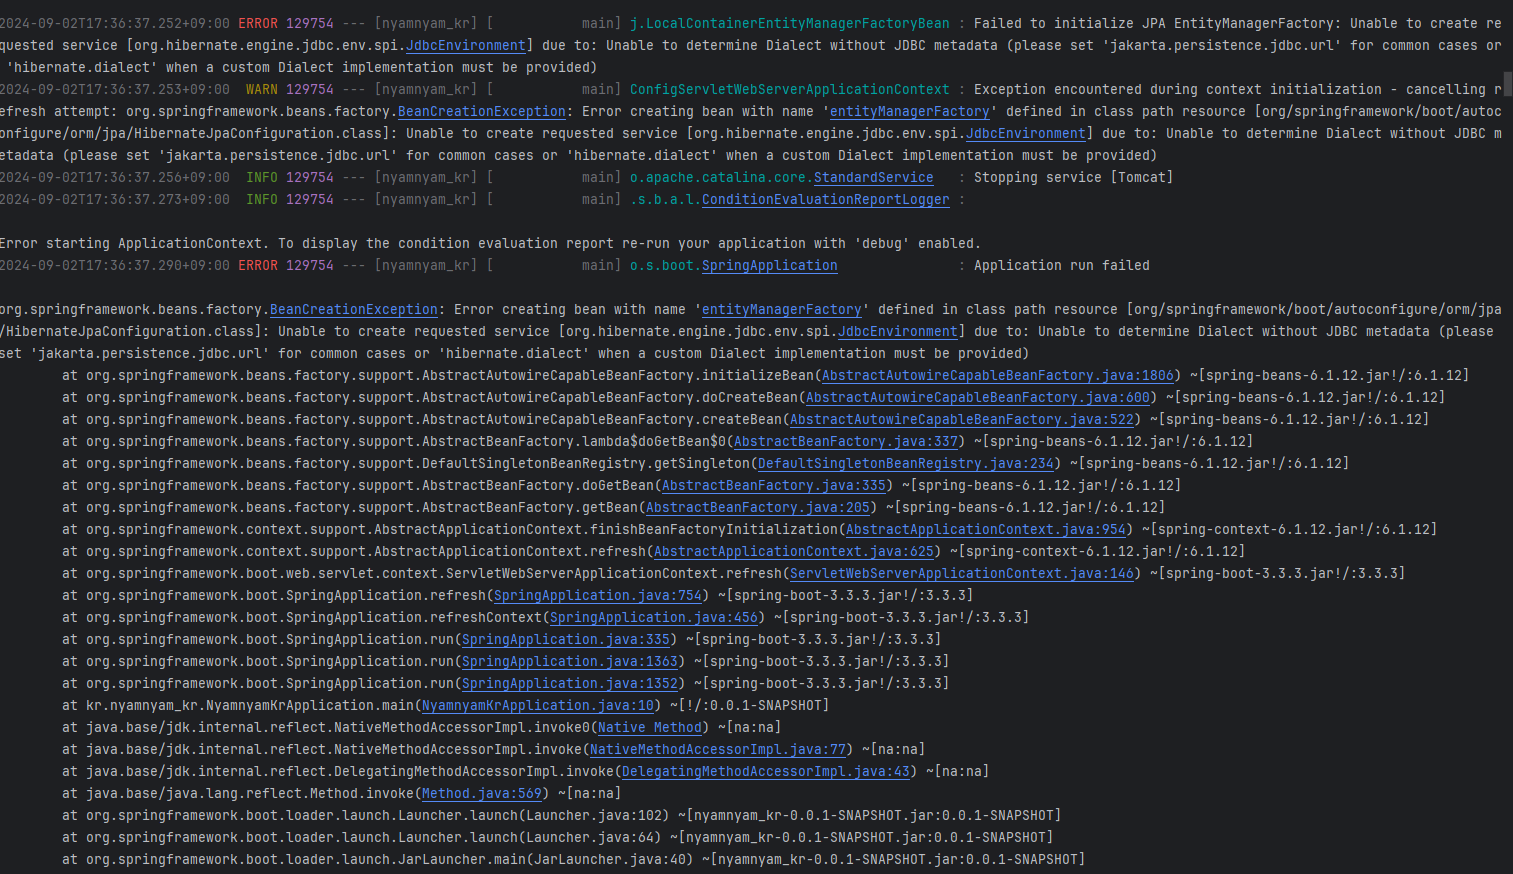 2024-09-02T17:36:37.252+09:00 ERROR 129754 --- [nyamnyam_kr] [           main] j.LocalContainerEntityManagerFactoryBean : Failed to initialize JPA EntityManagerFactory: Unable to create re
quested service [org.hibernate.engine.jdbc.env.spi.JdbcEnvironment] due to: Unable to determine Dialect without JDBC metadata (please set 'jakarta.persistence.jdbc.url' for common cases or
 'hibernate.dialect' when a custom Dialect implementation must be provided)
2024-09-02T17:36:37.253+09:00  WARN 129754 --- [nyamnyam_kr] [           main] ConfigServletWebServerApplicationContext : Exception encountered during context initialization - cancelling r
efresh attempt: org.springframework.beans.factory.BeanCreationException: Error creating bean with name 'entityManagerFactory' defined in class path resource [org/springframework/boot/autoc
onfigure/orm/jpa/HibernateJpaConfiguration.class]: Unable to create requested service [org.hibernate.engine.jdbc.env.spi.JdbcEnvironment] due to: Unable to determine Dialect without JDBC m
etadata (please set 'jakarta.persistence.jdbc.url' for common cases or 'hibernate.dialect' when a custom Dialect implementation must be provided)
2024-09-02T17:36:37.256+09:00  INFO 129754 --- [nyamnyam_kr] [           main] o.apache.catalina.core.StandardService   : Stopping service [Tomcat]
2024-09-02T17:36:37.273+09:00  INFO 129754 --- [nyamnyam_kr] [           main] .s.b.a.l.ConditionEvaluationReportLogger :
Error starting ApplicationContext. To display the condition evaluation report re-run your application with 'debug' enabled.
2024-09-02T17:36:37.290+09:00 ERROR 129754 --- [nyamnyam_kr] [           main] o.s.boot.SpringApplication               : Application run failed
org.springframework.beans.factory.BeanCreationException: Error creating bean with name 'entityManagerFactory' defined in class path resource [org/springframework/boot/autoconfigure/orm/jpa
/HibernateJpaConfiguration.class]: Unable to create requested service [org.hibernate.engine.jdbc.env.spi.JdbcEnvironment] due to: Unable to determine Dialect without JDBC metadata (please
set 'jakarta.persistence.jdbc.url' for common cases or 'hibernate.dialect' when a custom Dialect implementation must be provided)
at org.springframework.beans.factory.support.AbstractAutowireCapableBeanFactory.initializeBean(AbstractAutowireCapableBeanFactory.java:1806) ~[spring-beans-6.1.12.jar!/:6.1.12]
at org.springframework.beans.factory.support.AbstractAutowireCapableBeanFactory.doCreateBean(AbstractAutowireCapableBeanFactory.java:600) ~[spring-beans-6.1.12.jar!/:6.1.12]
at org.springframework.beans.factory.support.AbstractAutowireCapableBeanFactory.createBean(AbstractAutowireCapableBeanFactory.java:522) ~[spring-beans-6.1.12.jar!/:6.1.12]
at org.springframework.beans.factory.support.AbstractBeanFactory.lambda$doGetBean$0(AbstractBeanFactory.java:337) ~[spring-beans-6.1.12.jar!/:6.1.12]
at org.springframework.beans.factory.support.DefaultSingletonBeanRegistry.getSingleton(DefaultSingletonBeanRegistry.java:234) ~[spring-beans-6.1.12.jar!/:6.1.12]
at org.springframework.beans.factory.support.AbstractBeanFactory.doGetBean(AbstractBeanFactory.java:335) ~[spring-beans-6.1.12.jar!/:6.1.12]
at org.springframework.beans.factory.support.AbstractBeanFactory.getBean(AbstractBeanFactory.java:205) ~[spring-beans-6.1.12.jar!/:6.1.12]
at org.springframework.context.support.AbstractApplicationContext.finishBeanFactoryInitialization(AbstractApplicationContext.java:954) ~[spring-context-6.1.12.jar!/:6.1.12]
at org.springframework.context.support.AbstractApplicationContext.refresh(AbstractApplicationContext.java:625) ~[spring-context-6.1.12.jar!/:6.1.12]
at org.springframework.boot.web.servlet.context.ServletWebServerApplicationContext.refresh(ServletWebServerApplicationContext.java:146) ~[spring-boot-3.3.3.jar!/:3.3.3]
at org.springframework.boot.SpringApplication.refresh(SpringApplication.java:754) ~[spring-boot-3.3.3.jar!/:3.3.3]
at org.springframework.boot.SpringApplication.refreshContext(SpringApplication.java:456) ~[spring-boot-3.3.3.jar!/:3.3.3]
at org.springframework.boot.SpringApplication.run(SpringApplication.java:335) ~[spring-boot-3.3.3.jar!/:3.3.3]
at org.springframework.boot.SpringApplication.run(SpringApplication.java:1363) ~[spring-boot-3.3.3.jar!/:3.3.3]
at org.springframework.boot.SpringApplication.run(SpringApplication.java:1352) ~[spring-boot-3.3.3.jar!/:3.3.3]
at kr.nyamnyam_kr.NyamnyamKrApplication.main(NyamnyamKrApplication.java:10) ~[!/:0.0.1-SNAPSHOT]
at java.base/jdk.internal.reflect.NativeMethodAccessorImpl.invoke0(Native Method) ~[na:na]
at java.base/jdk.internal.reflect.NativeMethodAccessorImpl.invoke(NativeMethodAccessorImpl.java:77) ~[na:na]
at java.base/jdk.internal.reflect.DelegatingMethodAccessorImpl.invoke(DelegatingMethodAccessorImpl.java:43) ~[na:na]
at java.base/java.lang.reflect.Method.invoke(Method.java:569) ~[na:na]
at org.springframework.boot.loader.launch.Launcher.launch(Launcher.java:102) ~[nyamnyam_kr-0.0.1-SNAPSHOT.jar:0.0.1-SNAPSHOT]
at org.springframework.boot.loader.launch.Launcher.launch(Launcher.java:64) ~[nyamnyam_kr-0.0.1-SNAPSHOT.jar:0.0.1-SNAPSHOT]
at org.springframework.boot.loader.launch.JarLauncher.main(JarLauncher.java:40) ~[nyamnyam_kr-0.0.1-SNAPSHOT.jar:0.0.1-SNAPSHOT]